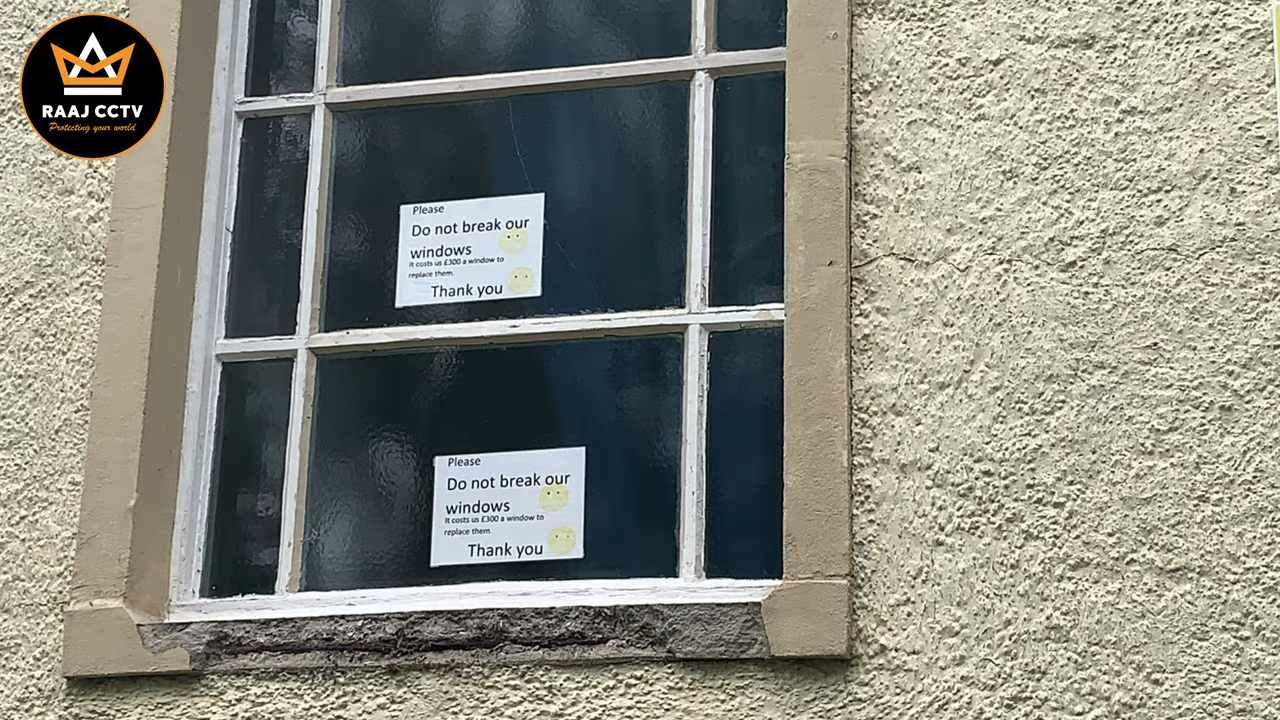 RAAJ CCTV
Protecting your world
Please
Do not break our
windows
It costs us £300 a window to
replace them.
Thank you
Please
Do not break our
windows
It costs us £300 a window to
replace them.
Thank you